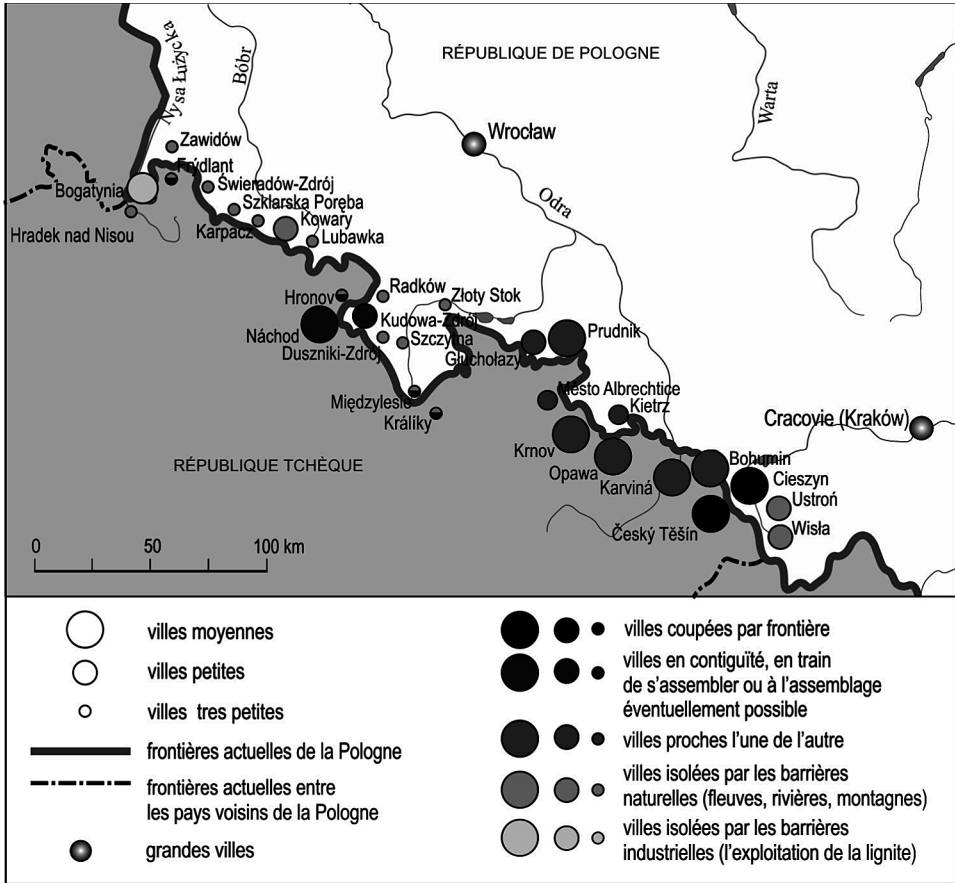 RÉPUBLIQUE DE POLOGNE
Nysa Łużycka
Bóbr
Warta
Wrocław
Zawidów
Frýdlant
Bogatynia
Świeradów-Zdrój
Szklarska Poręba
Odra
Hradek nad Nisou
Karpacz
Kowary
Lubawka
Hronov
Radków
Złoty Stok
Náchod
Kudowa-Zdrój
Prudnik
Duszniki-Zdrój
Szczytna
Głuchołazy
Międzylesie
Mesto Albrechtice
Kietrz
Králíky
Cracovie (Kraków)
Krnov
RÉPUBLIQUE TCHÈQUE
Opawa
Bohumin
Karviná
Cieszyn
Ustroń
Český Těšín
Wisła
0 50 100 km
villes moyennes
villes petites
villes tres petites
frontières actuelles de la Pologne
frontières actuelles entre
les pays voisins de la Pologne
grandes villes
villes coupées par frontière
villes en contiguïté, en train
de s'assembler ou à l'assemblage
éventuellement possible
villes proches l'une de l'autre
villes isolées par les barrières
naturelles (fleuves, rivières, montagnes)
villes isolées par les barrières
industrielles (l'exploitation de la lignite)